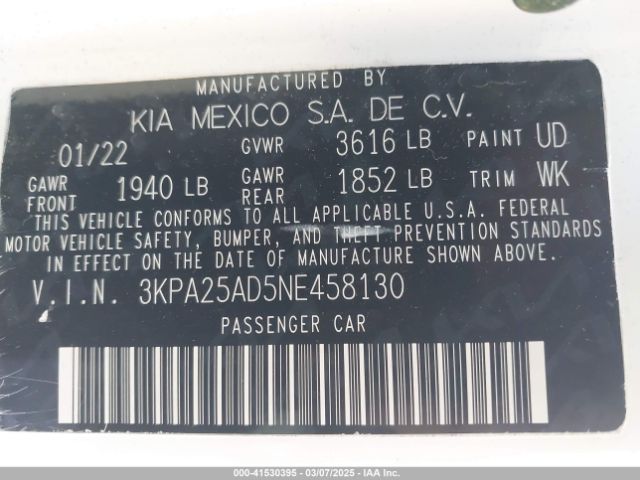 MANUFACTURED BY
KIA MEXICO S.A. DE C.V.
01/22 GVWR 3616 LB PAINT UD
GAWR FRONT 1940 LB GAWR REAR 1852 LB TRIM WK
THIS VEHICLE CONFORMS TO ALL APPLICABLE U.S.A. FEDERAL
MOTOR VEHICLE SAFETY, BUMPER, AND THEFT PREVENTION STANDARDS
IN EFFECT ON THE DATE OF MANUFACTURE SHOWN ABOVE.
V.I.N. 3KPA25AD5NE458130
PASSENGER CAR
000-41530395 - 03/07/2025 - IAA Inc.